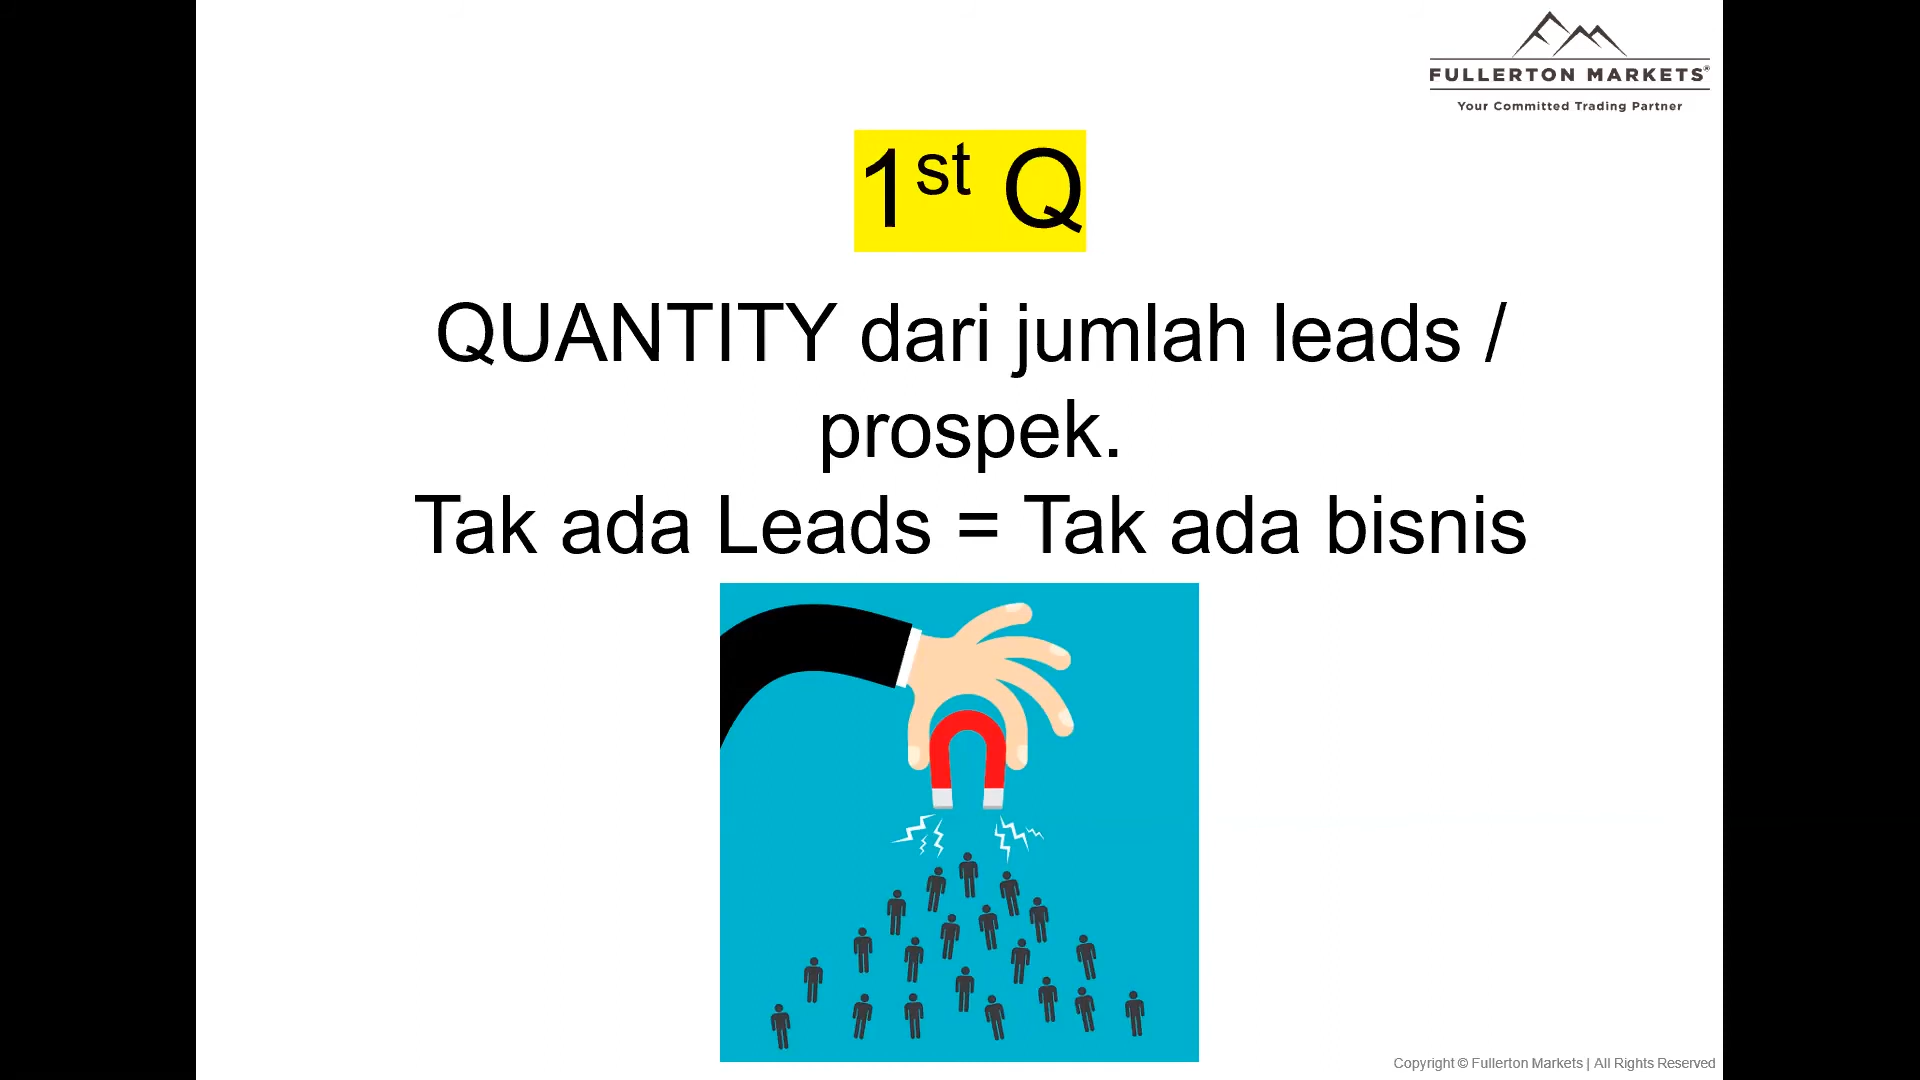 FULLERTON MARKETS®
Your Committed Trading Partner
1st Q
QUANTITY dari jumlah leads /
prospek.
Tak ada Leads = Tak ada bisnis
Copyright © Fullerton Markets | All Rights Reserved